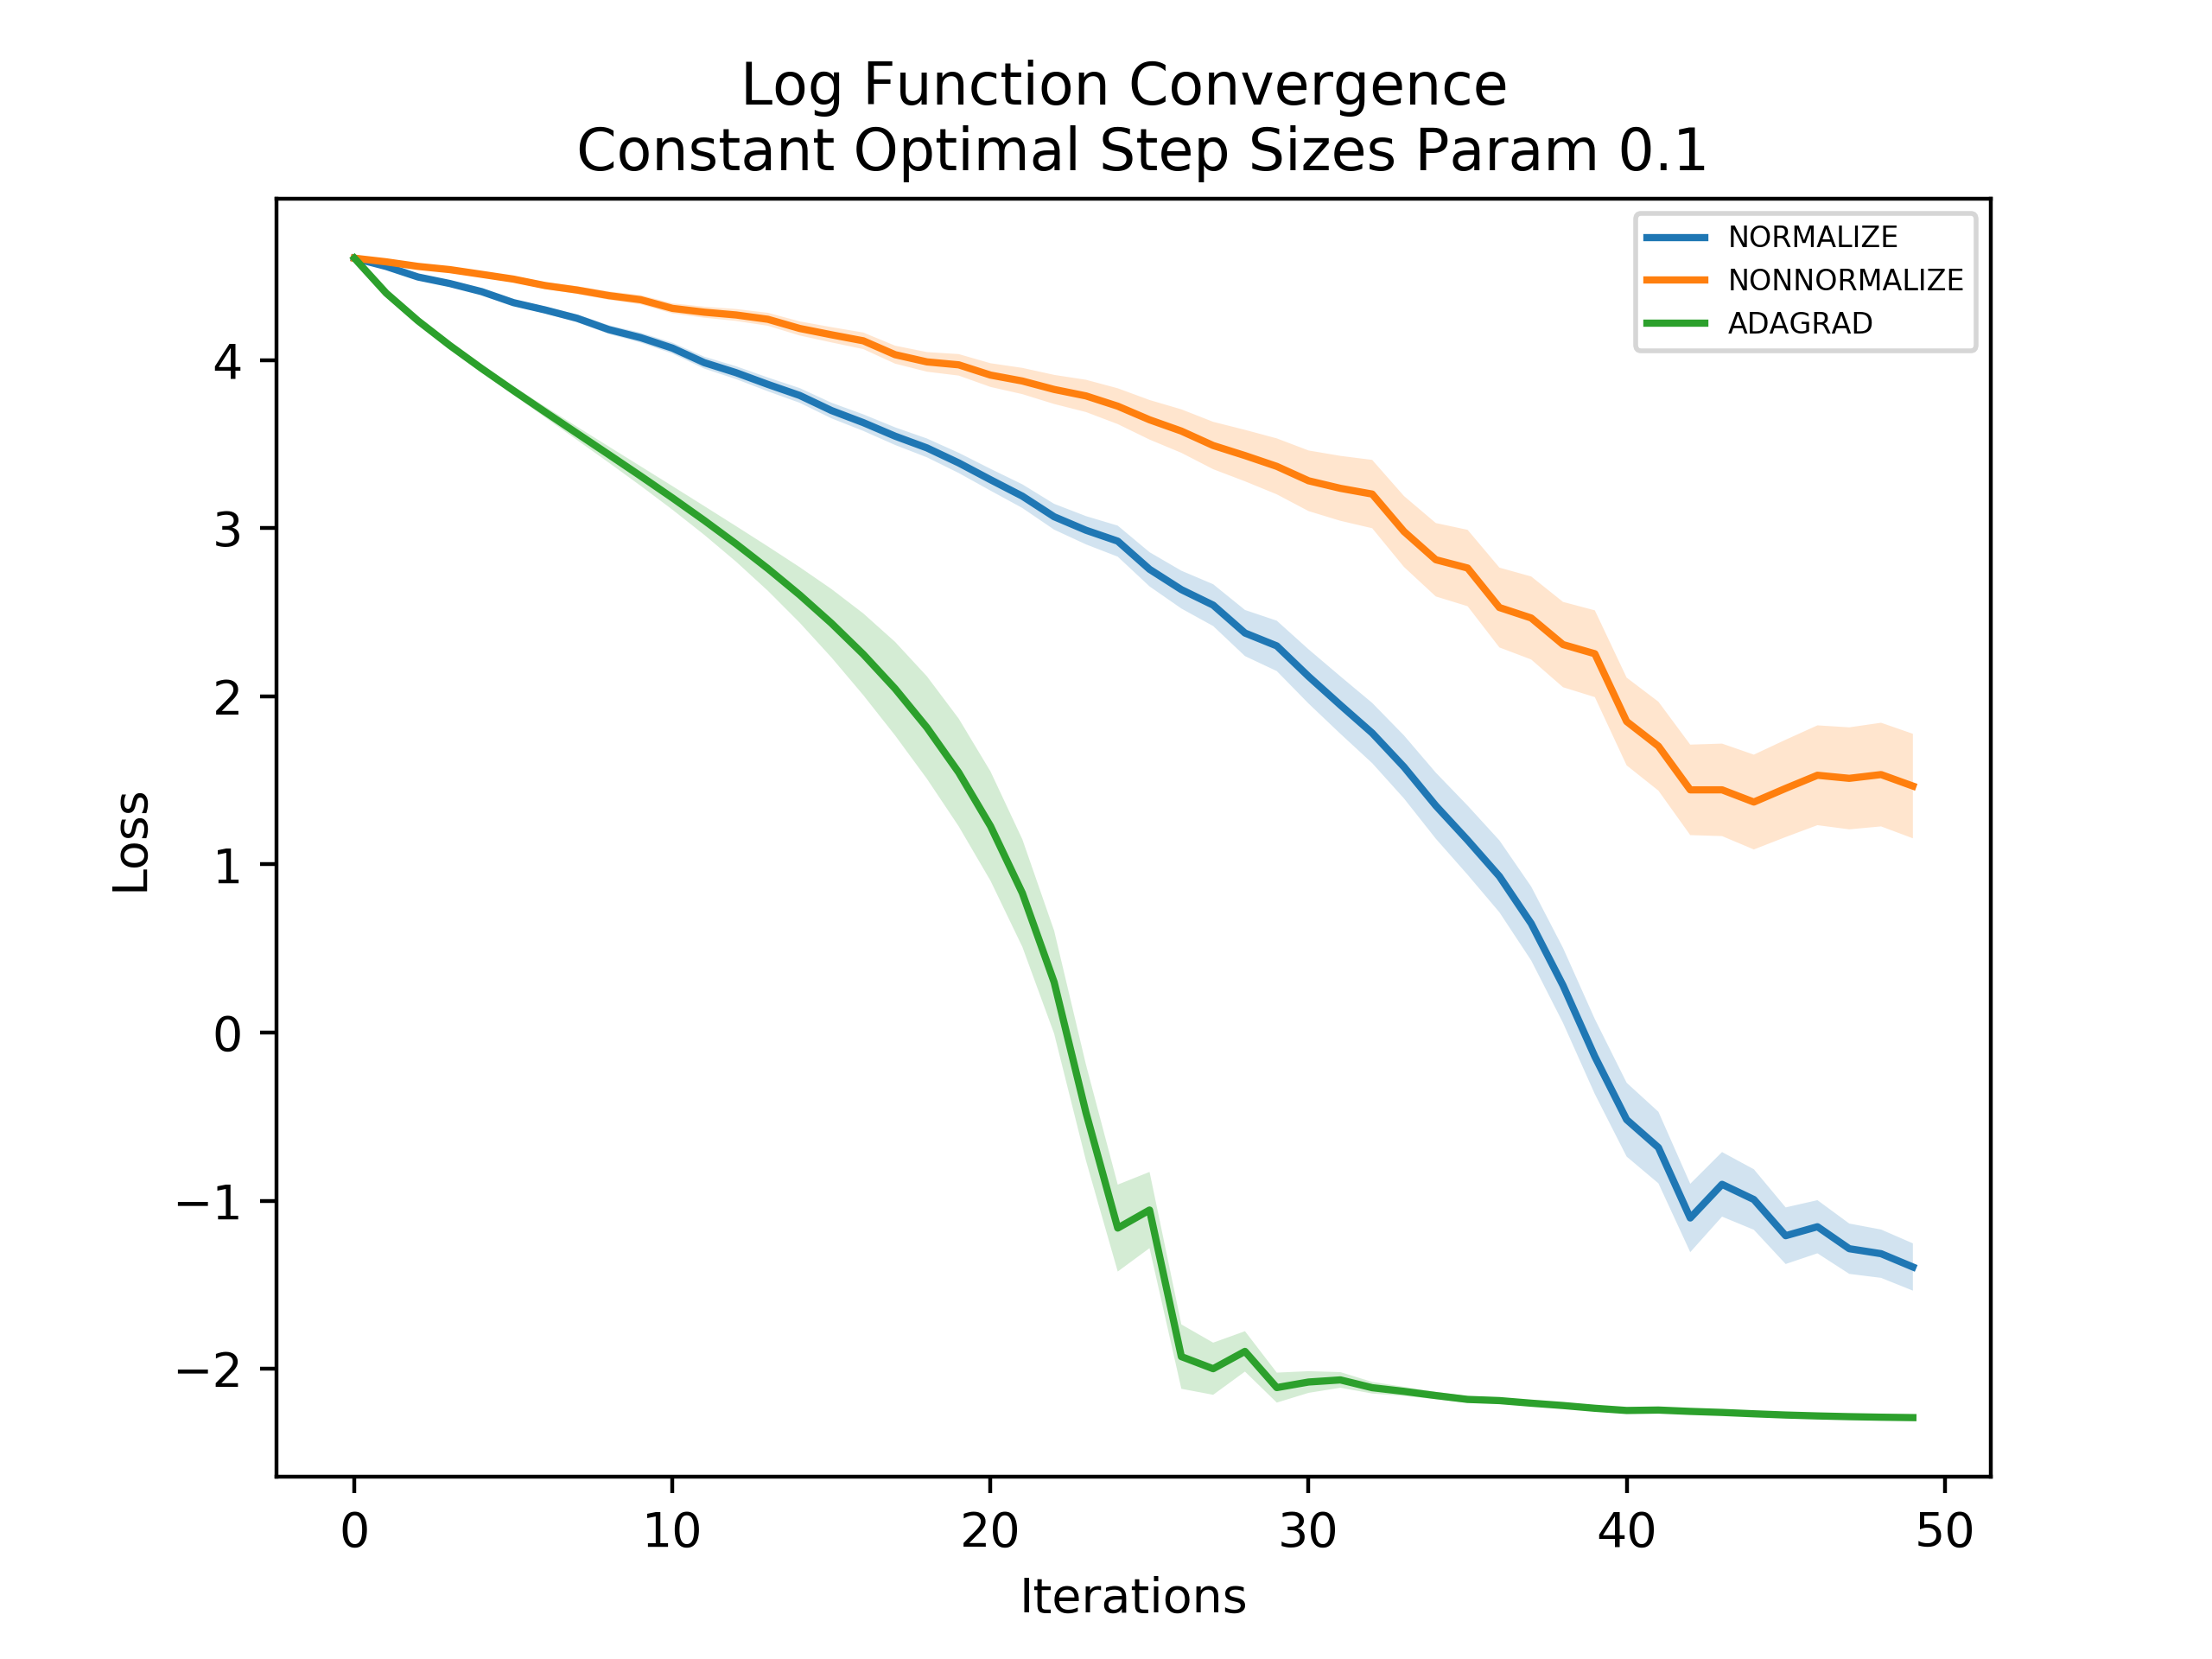 Log Function Convergence
Constant Optimal Step Sizes Param 0.1
NORMALIZE
NONNORMALIZE
ADAGRAD
Loss
4
3
2
1
0
−1
−2
0 10 20 30 40 50
Iterations